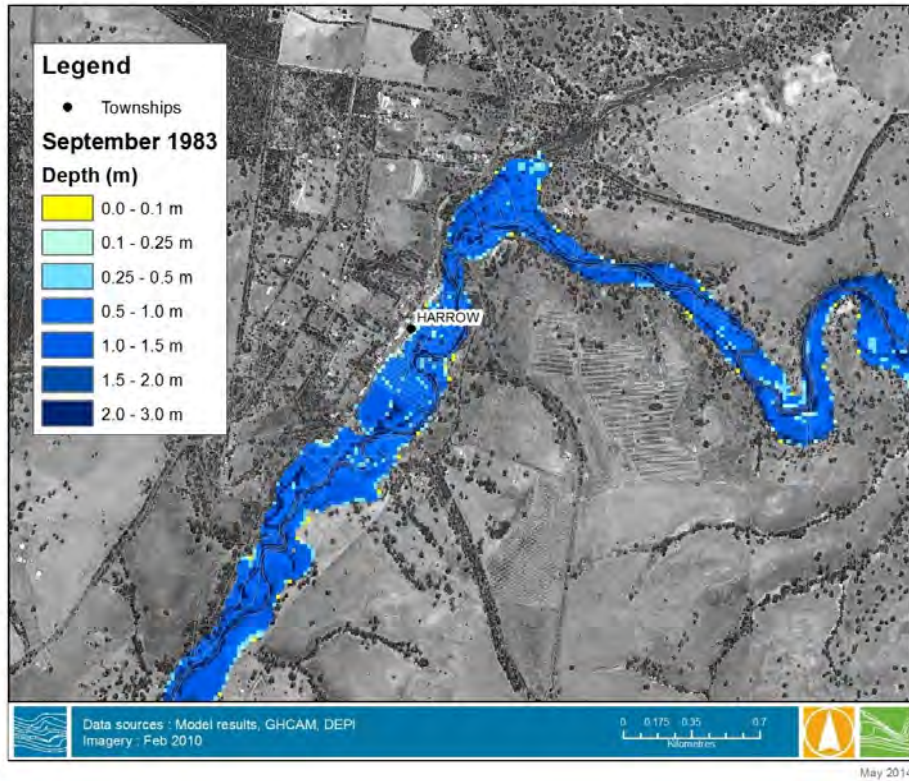 Legend
Townships
September 1983
Depth (m)
0.0 - 0.1 m
0.1 - 0.25 m
0.25 - 0.5 m
0.5 - 1.0 m
1.0 - 1.5 m
1.5 - 2.0 m
2.0 - 3.0 m
HARROW
Data sources : Model results, GHCAM, DEPI
Imagery : Feb 2010
0 0.175 0.35 0.7
Kilometres
May 2014